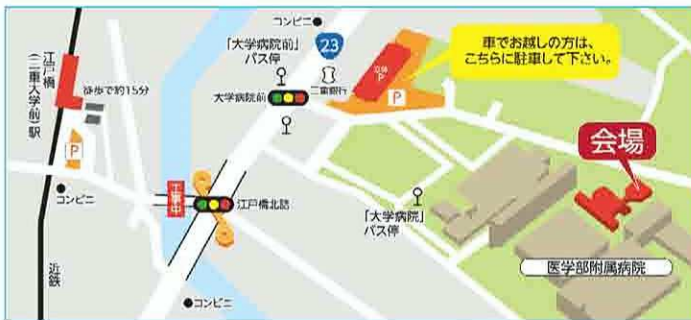 コンビニ
「大学病院前」
バス停
23
立体
P
車でお越しの方は、
こちらに駐車して下さい。
江戸橋
(三重大学前)駅
徒歩で約15分
大学病院前
三重銀行
P
会場
P
コンビニ
工事中
江戸橋北詰
「大学病院」
バス停
医学部附属病院
近鉄
コンビニ